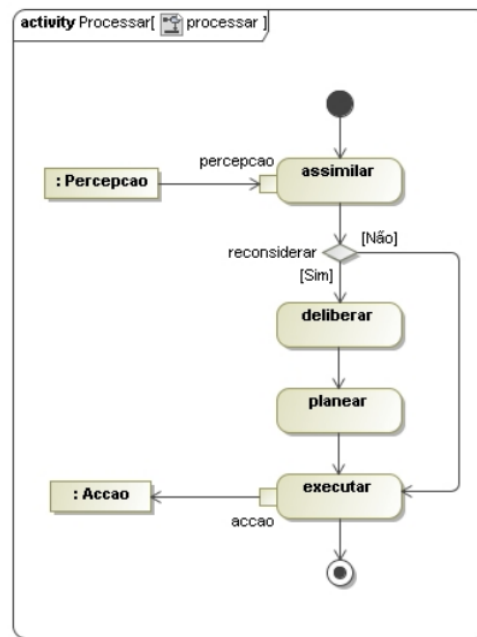 activity Processar[ processar ]
percepcao
: Percepcao
assimilar
[Não]
reconsiderar
[Sim]
deliberar
planear
executar
: Accao
accao